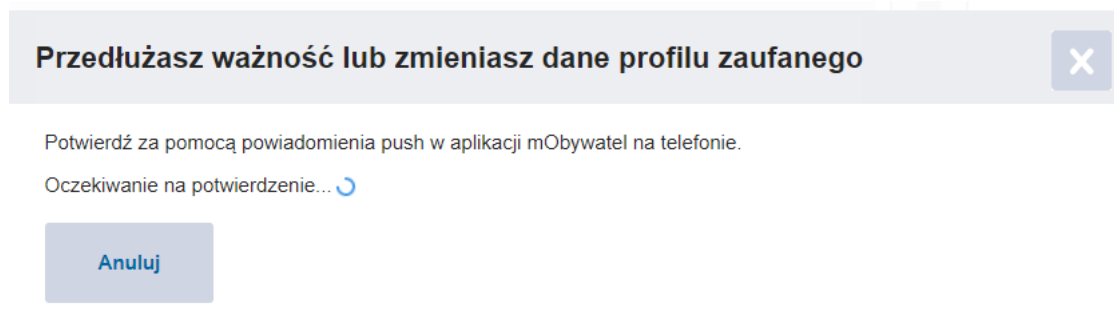 Przedłużasz ważność lub zmieniasz dane profilu zaufanego
Potwierdź za pomocą powiadomienia push w aplikacji mObywatel na telefonie.
Oczekiwanie na potwierdzenie...
Anuluj